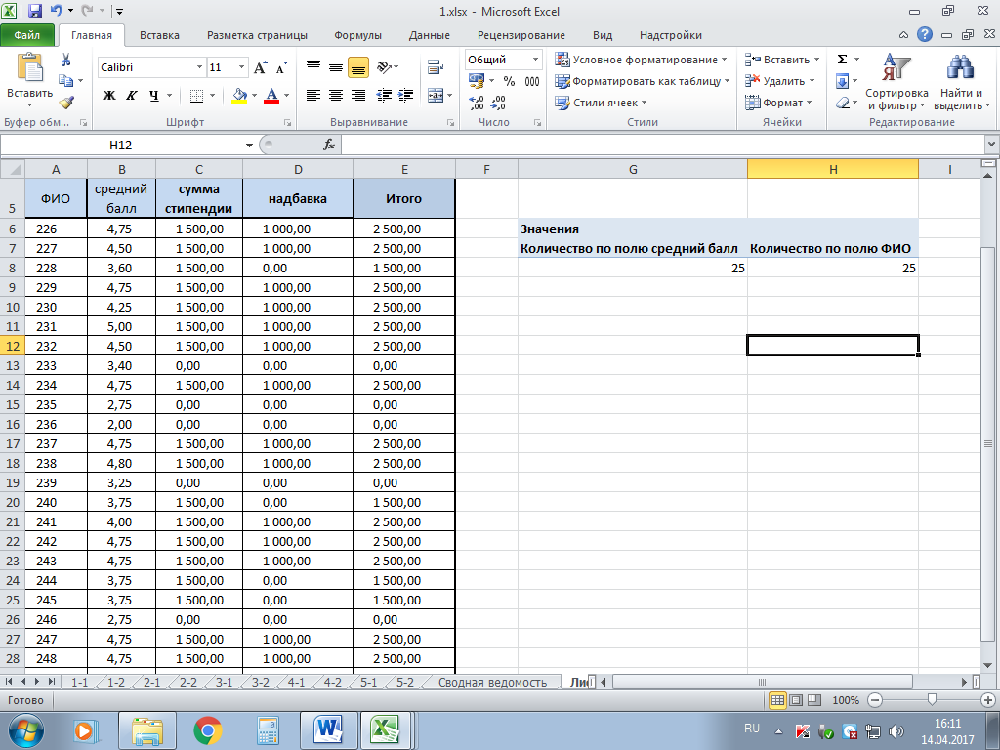 1.xlsx - Microsoft Excel
Файл Главная Вставка Разметка страницы Формулы Данные Рецензирование Вид Надстройки
Вставить
Calibri 11
Ж К Ч
Общий
% 000
Условное форматирование
Форматировать как таблицу
Стили ячеек
Вставить
Удалить
Формат
Σ
Сортировка и фильтр
Найти и выделить
Буфер обм... Шрифт Выравнивание Число Стили Ячейки Редактирование
H12 fx
A B C D E F G H I
5 ФИО средний балл сумма стипендии надбавка Итого
6 226 4,75 1 500,00 1 000,00 2 500,00 Значения
7 227 4,50 1 500,00 1 000,00 2 500,00 Количество по полю средний балл Количество по полю ФИО
8 228 3,60 1 500,00 0,00 1 500,00 25 25
9 229 4,75 1 500,00 1 000,00 2 500,00
10 230 4,25 1 500,00 1 000,00 2 500,00
11 231 5,00 1 500,00 1 000,00 2 500,00
12 232 4,50 1 500,00 1 000,00 2 500,00
13 233 3,40 0,00 0,00 0,00
14 234 4,75 1 500,00 1 000,00 2 500,00
15 235 2,75 0,00 0,00 0,00
16 236 2,00 0,00 0,00 0,00
17 237 4,75 1 500,00 1 000,00 2 500,00
18 238 4,80 1 500,00 1 000,00 2 500,00
19 239 3,25 0,00 0,00 0,00
20 240 3,75 1 500,00 0,00 1 500,00
21 241 4,00 1 500,00 1 000,00 2 500,00
22 242 4,75 1 500,00 1 000,00 2 500,00
23 243 4,75 1 500,00 1 000,00 2 500,00
24 244 3,75 1 500,00 0,00 1 500,00
25 245 3,75 1 500,00 0,00 1 500,00
26 246 2,75 0,00 0,00 0,00
27 247 4,75 1 500,00 1 000,00 2 500,00
28 248 4,75 1 500,00 1 000,00 2 500,00
1-1 1-2 2-1 2-2 3-1 3-2 4-1 4-2 5-1 5-2 Сводная ведомость Ли
Готово 100%
RU 16:11
14.04.2017